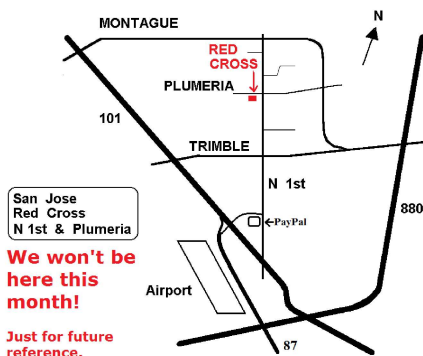 MONTAGUE
N
RED
CROSS
PLUMERIA
101
TRIMBLE
N 1st
880
San Jose
Red Cross
N 1st & Plumeria
PayPal
We won't be
here this
month!
Airport
Just for future
reference.
87